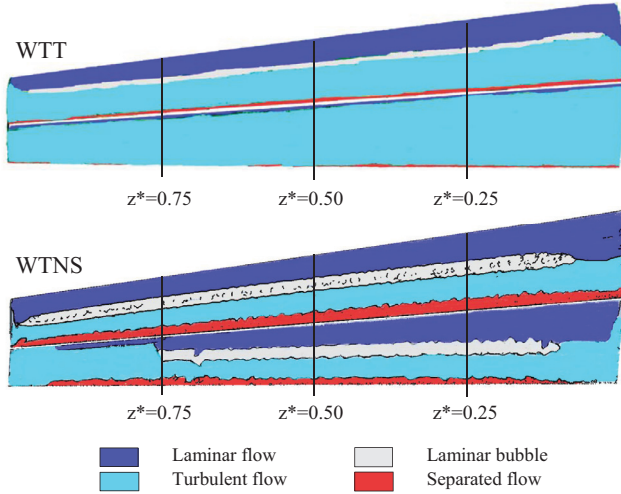 WTT
z*=0.75 z*=0.50 z*=0.25
WTNS
z*=0.75 z*=0.50 z*=0.25
Laminar flow Laminar bubble
Turbulent flow Separated flow